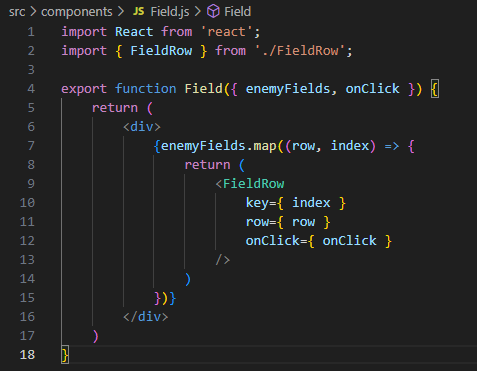 src > components > JS Field.js > Field
1 import React from 'react';
2 import { FieldRow } from './FieldRow';
3
4 export function Field({ enemyFields, onClick }) {
5     return (
6         <div>
7             {enemyFields.map((row, index) => {
8                 return (
9                     <FieldRow
10                         key={ index }
11                         row={ row }
12                         onClick={ onClick }
13                     />
14                 )
15             })}
16         </div>
17     )
18 }